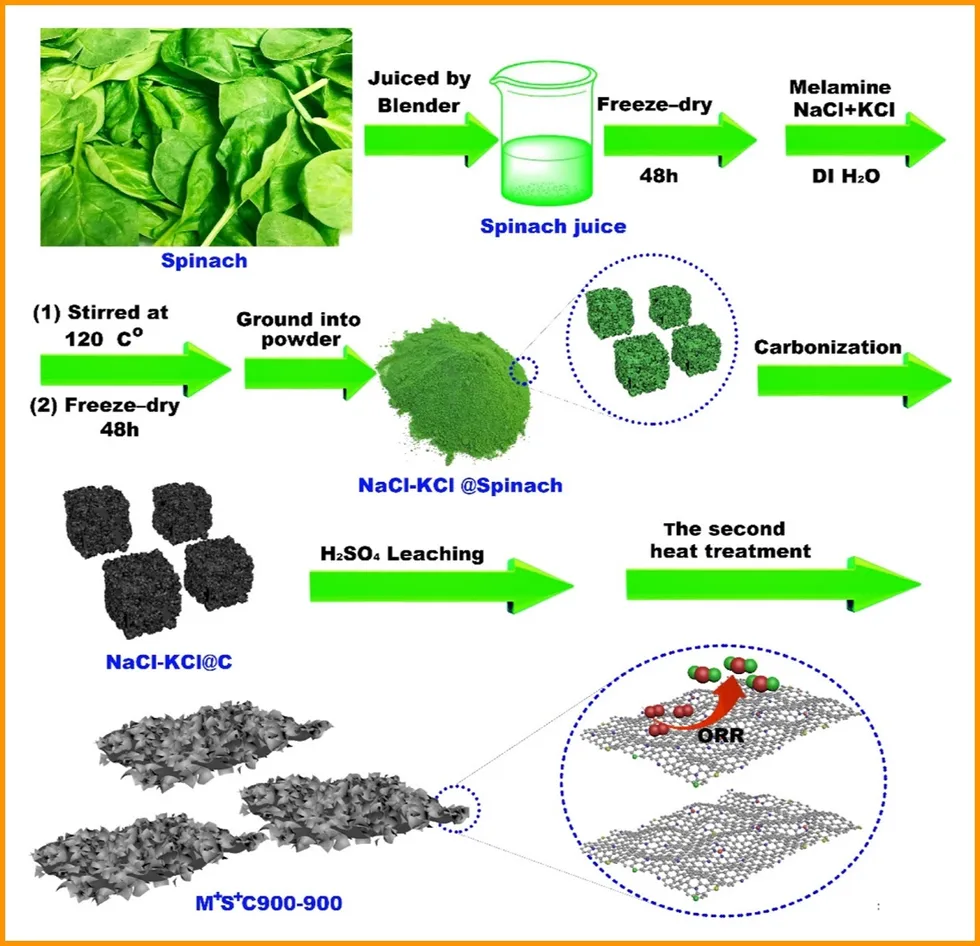 Juiced by
Blender
Freeze–dry
48h
Melamine
NaCl+KCl
DI H₂O
Spinach juice
Spinach
(1) Stirred at
120 C°
(2) Freeze–dry
48h
Ground into
powder
NaCl-KCl @Spinach
Carbonization
H₂SO₄ Leaching
The second
heat treatment
NaCl-KCl@C
ORR
M⁺S⁺C900-900
: